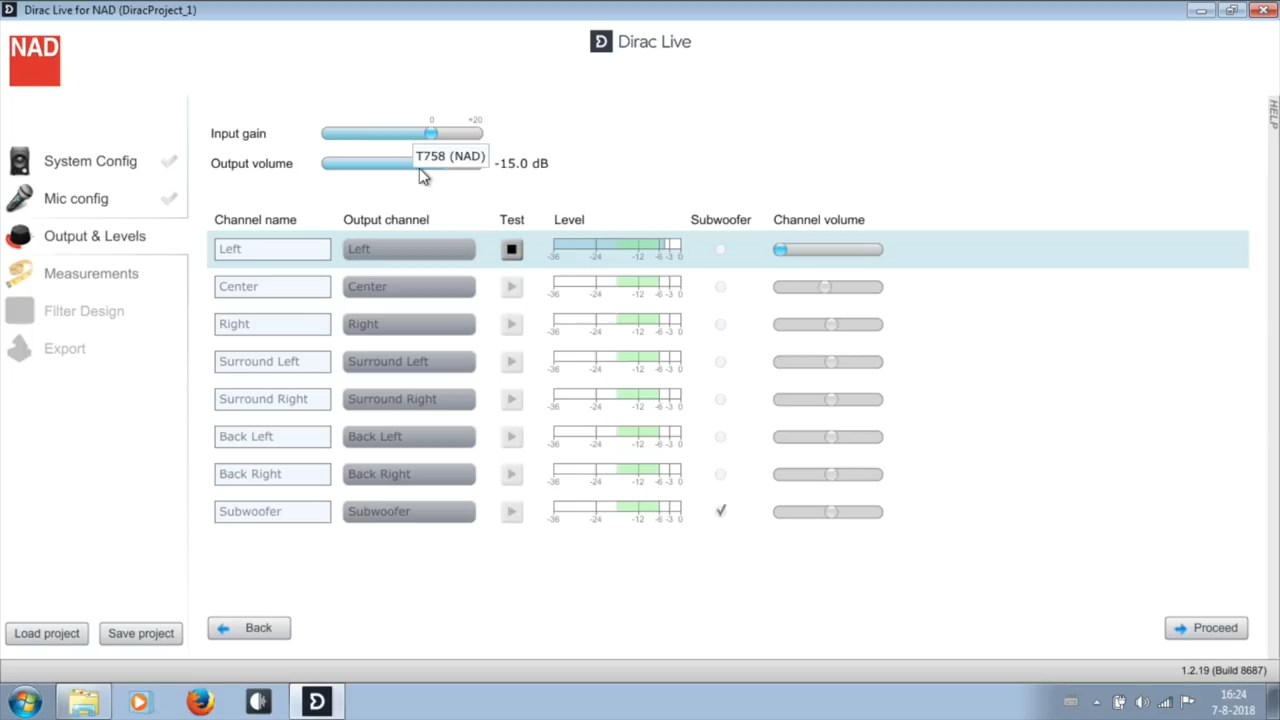 Dirac Live for NAD (DiracProject_1)
NAD
Dirac Live
HELP
0 +20
Input gain
T758 (NAD)
Output volume -15.0 dB
System Config
Mic config
Output & Levels
Measurements
Filter Design
Export
Channel name Output channel Test Level Subwoofer Channel volume
Left Left
-36 -24 -12 -6 -3 0
Center Center
-36 -24 -12 -6 -3 0
Right Right
-36 -24 -12 -6 -3 0
Surround Left Surround Left
-36 -24 -12 -6 -3 0
Surround Right Surround Right
-36 -24 -12 -6 -3 0
Back Left Back Left
-36 -24 -12 -6 -3 0
Back Right Back Right
-36 -24 -12 -6 -3 0
Subwoofer Subwoofer
-36 -24 -12 -6 -3 0
Load project Save project Back Proceed
1.2.19 (Build 8687)
16:24
7-8-2018